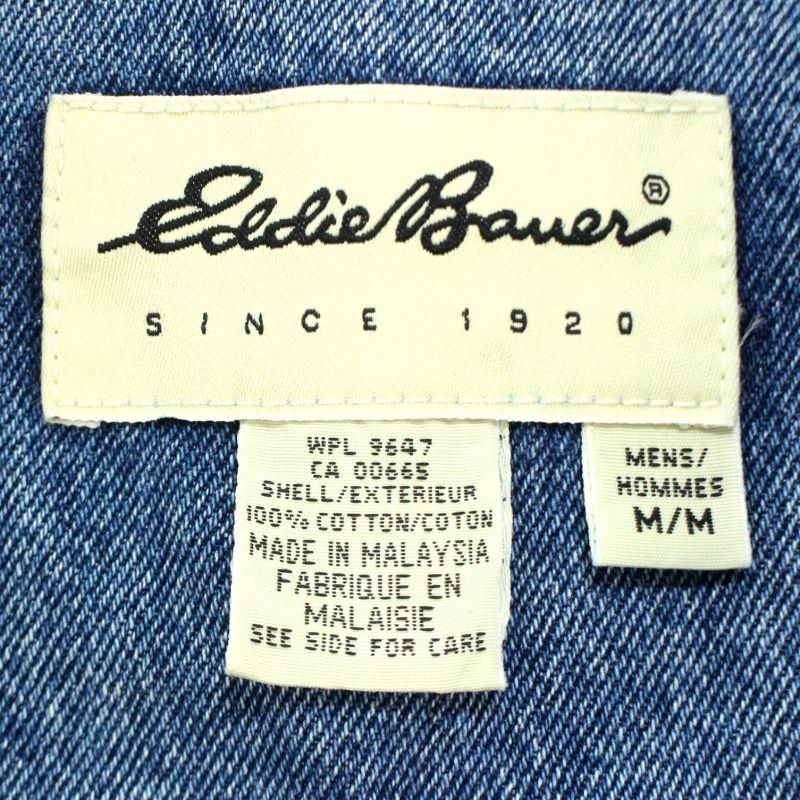 Eddie Bauer®
SINCE 1920
WPL 9647
CA 00665
SHELL/EXTERIEUR
100% COTTON/COTON
MADE IN MALAYSIA
FABRIQUE EN
MALAISIE
SEE SIDE FOR CARE
MENS/
HOMMES
M/M